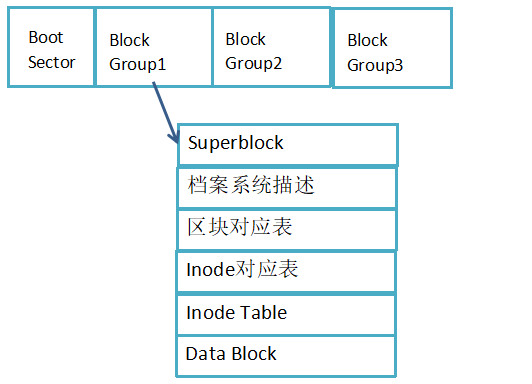 Boot
Sector
Block
Group1
Block
Group2
Block
Group3
Superblock
档案系统描述
区块对应表
Inode对应表
Inode Table
Data Block